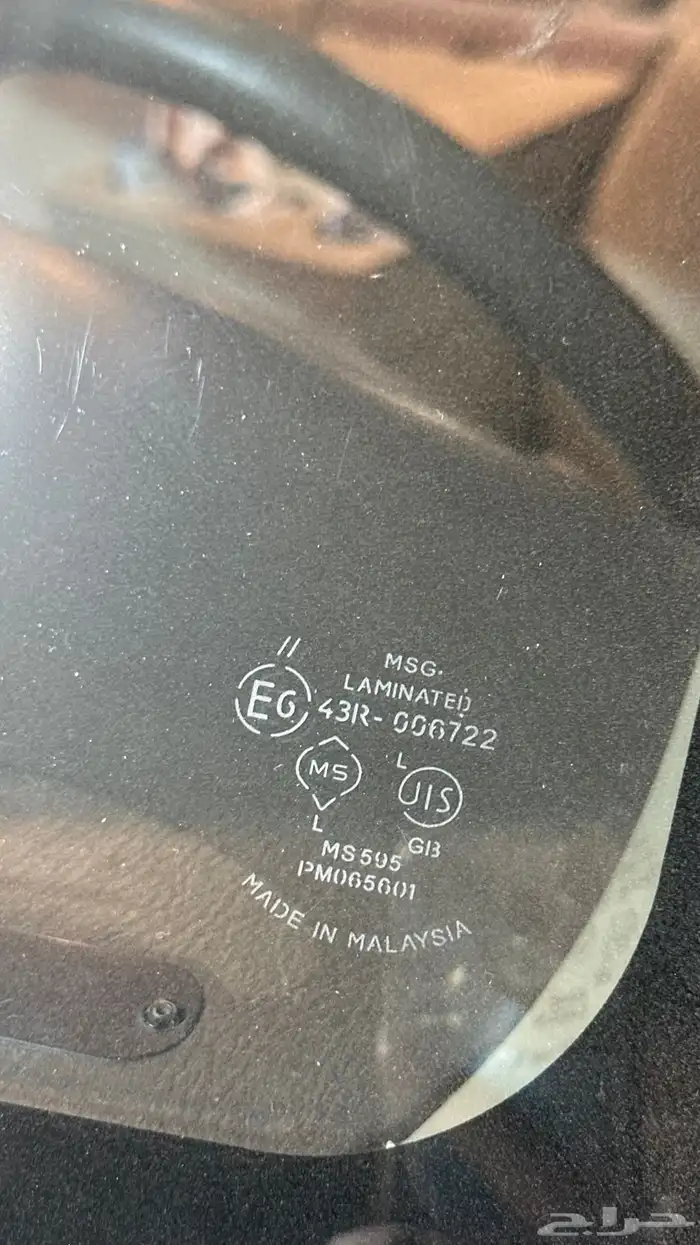 //
MSG.
LAMINATED
E6 43R- 006722
MS
L
L
JIS
GB
MS595
PM065601
MADE IN MALAYSIA
حراج